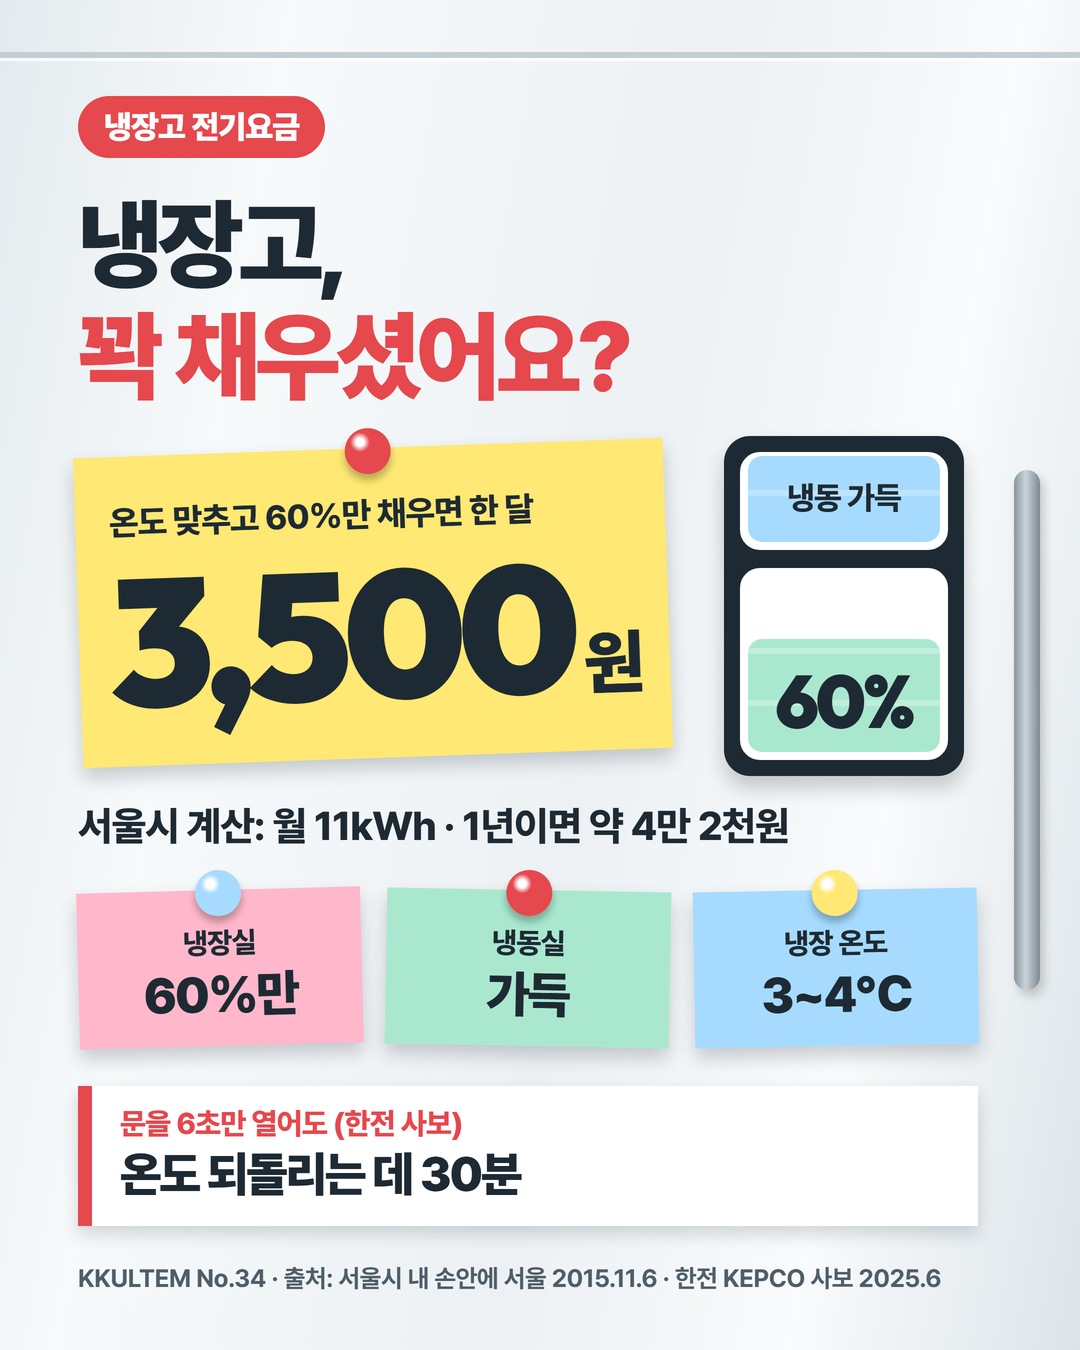 냉장고 전기요금
냉장고,
꽉 채우셨어요?
온도 맞추고 60%만 채우면 한 달
3,500원
냉동 가득
60%
서울시 계산: 월 11kWh · 1년이면 약 4만 2천원
냉장실
60%만
냉동실
가득
냉장 온도
3~4°C
문을 6초만 열어도 (한전 사보)
온도 되돌리는 데 30분
KKULTEM No.34 · 출처: 서울시 내 손안에 서울 2015.11.6 · 한전 KEPCO 사보 2025.6